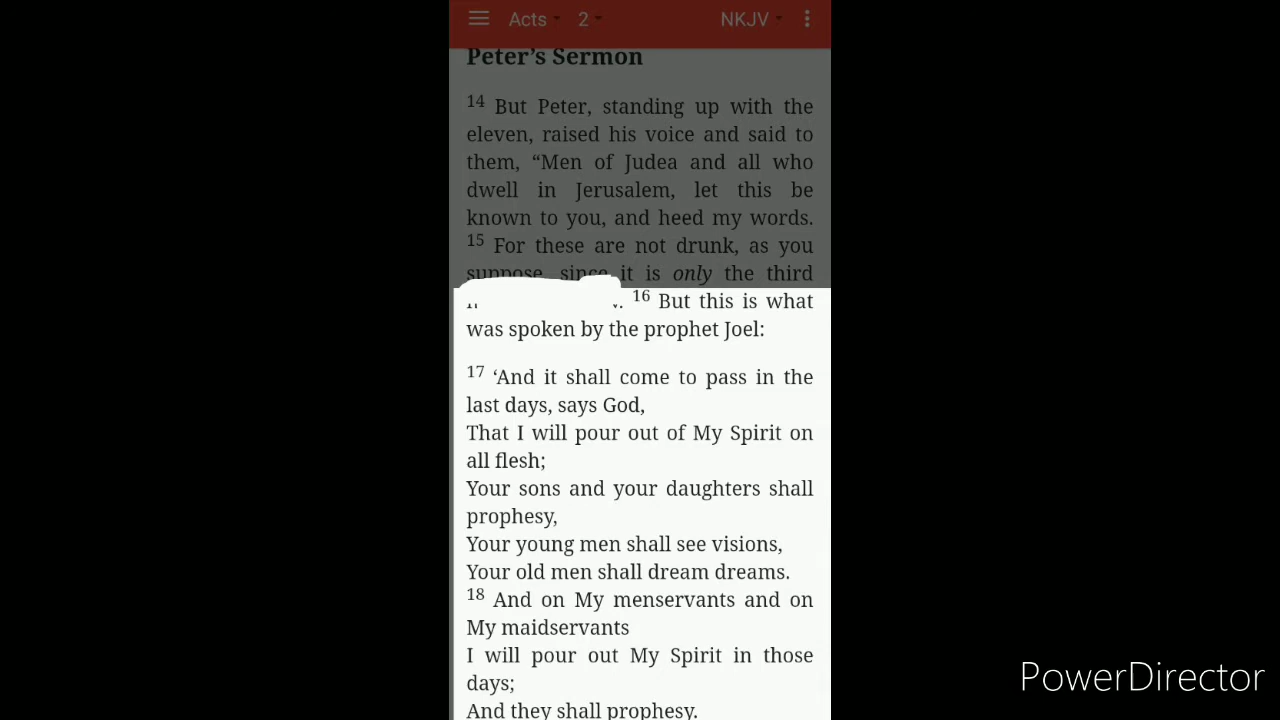 Acts 2 NKJV
Peter’s Sermon
14 But Peter, standing up with the
eleven, raised his voice and said to
them, “Men of Judea and all who
dwell in Jerusalem, let this be
known to you, and heed my words.
15 For these are not drunk, as you
suppose, since it is only the third
16 But this is what
was spoken by the prophet Joel:
17 ‘And it shall come to pass in the
last days, says God,
That I will pour out of My Spirit on
all flesh;
Your sons and your daughters shall
prophesy,
Your young men shall see visions,
Your old men shall dream dreams.
18 And on My menservants and on
My maidservants
I will pour out My Spirit in those
days;
And they shall prophesy.
PowerDirector